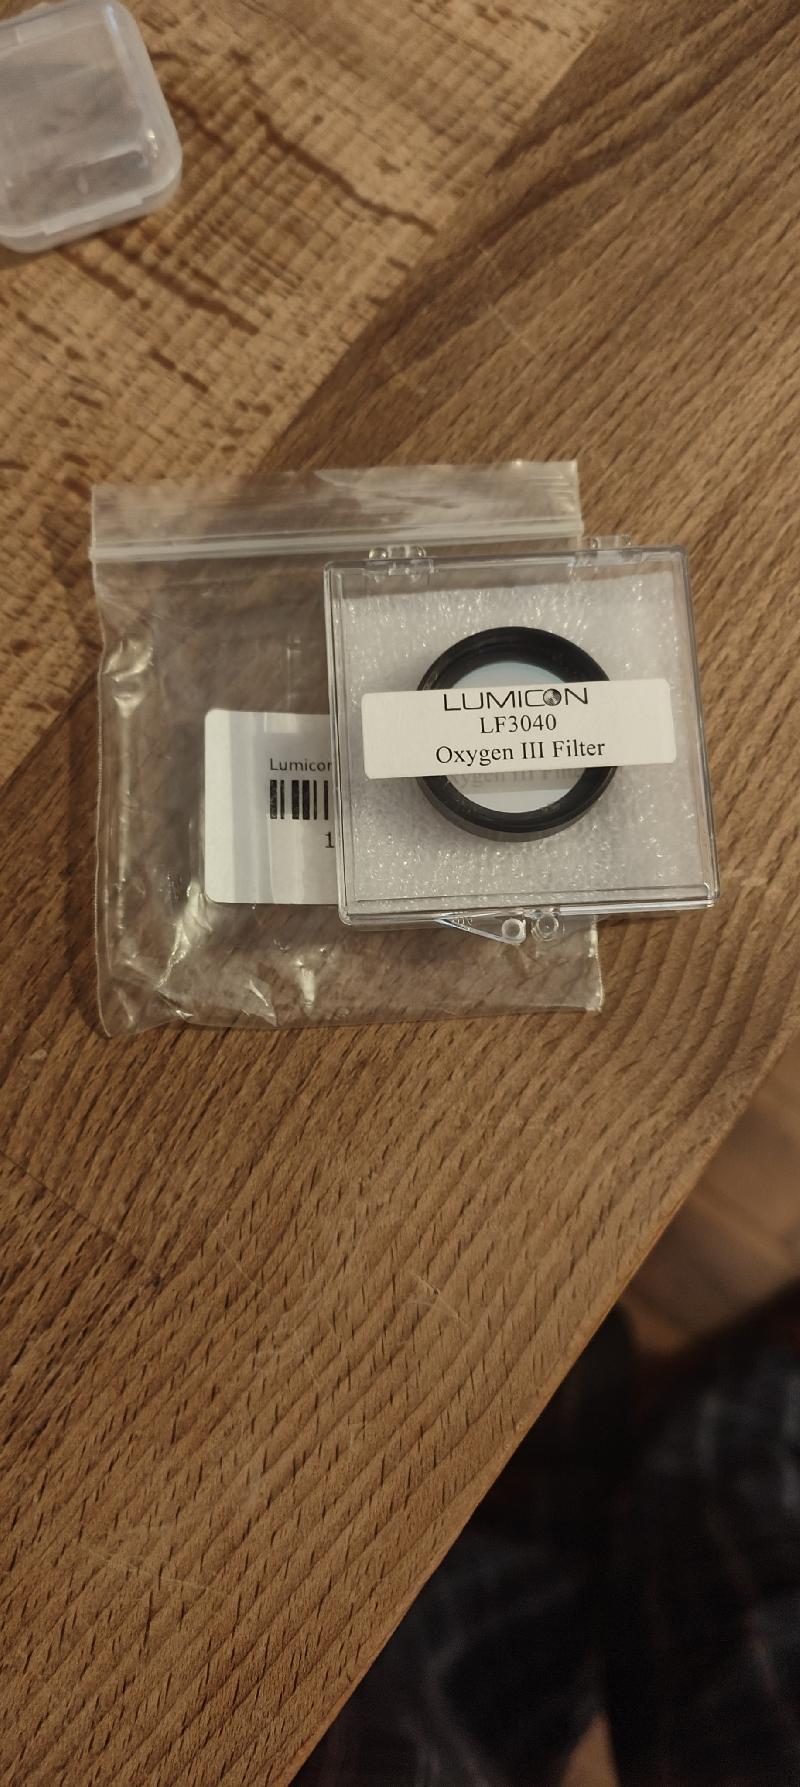 LUMICON
LF3040
Oxygen III Filter
Lumicon
1